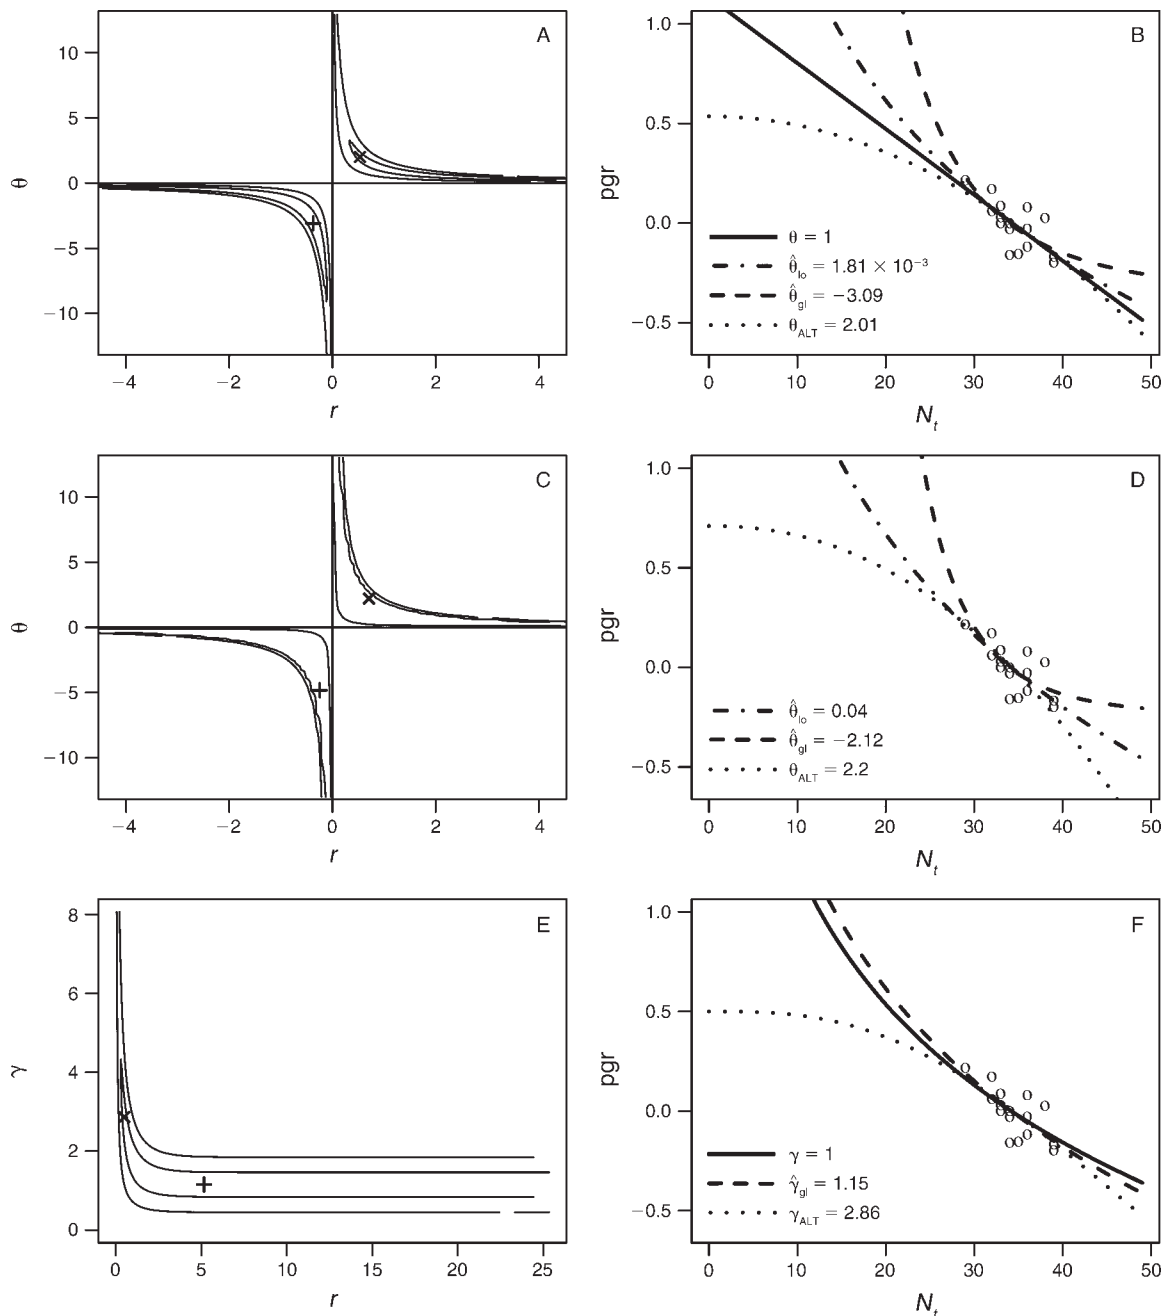 A
10
5
0
−5
−10
θ
−4 −2 0 2 4
r
B
1.0
0.5
0.0
−0.5
pgr
θ = 1
θ̂lo = 1.81 × 10−3
θ̂gl = −3.09
θALT = 2.01
0 10 20 30 40 50
Nt
C
10
5
0
−5
−10
θ
−4 −2 0 2 4
r
D
1.0
0.5
0.0
−0.5
pgr
θ̂lo = 0.04
θ̂gl = −2.12
θALT = 2.2
0 10 20 30 40 50
Nt
E
8
6
4
2
0
γ
0 5 10 15 20 25
r
F
1.0
0.5
0.0
−0.5
pgr
γ = 1
γ̂gl = 1.15
γALT = 2.86
0 10 20 30 40 50
Nt